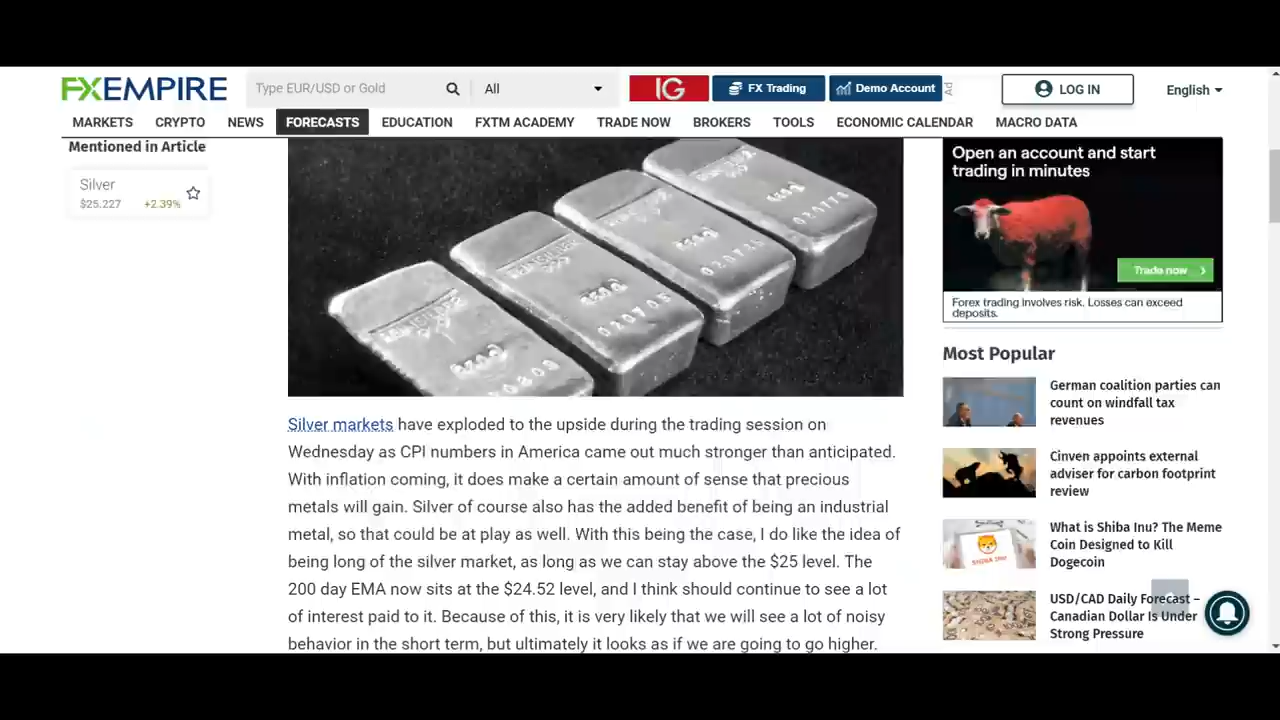 FXEMPIRE
Type EUR/USD or Gold
All
IG
FX Trading
Demo Account
Ad
LOG IN
English
MARKETS
CRYPTO
NEWS
FORECASTS
EDUCATION
FXTM ACADEMY
TRADE NOW
BROKERS
TOOLS
ECONOMIC CALENDAR
MACRO DATA
Mentioned in Article
Silver
$25.227 +2.39%
Silver markets have exploded to the upside during the trading session on
Wednesday as CPI numbers in America came out much stronger than anticipated.
With inflation coming, it does make a certain amount of sense that precious
metals will gain. Silver of course also has the added benefit of being an industrial
metal, so that could be at play as well. With this being the case, I do like the idea of
being long of the silver market, as long as we can stay above the $25 level. The
200 day EMA now sits at the $24.52 level, and I think should continue to see a lot
of interest paid to it. Because of this, it is very likely that we will see a lot of noisy
behavior in the short term, but ultimately it looks as if we are going to go higher.
Open an account and start
trading in minutes
Trade now
Forex trading involves risk. Losses can exceed
deposits.
Most Popular
German coalition parties can
count on windfall tax
revenues
Cinven appoints external
adviser for carbon footprint
review
What is Shiba Inu? The Meme
Coin Designed to Kill
Dogecoin
SHIBA INU
USD/CAD Daily Forecast –
Canadian Dollar Is Under
Strong Pressure